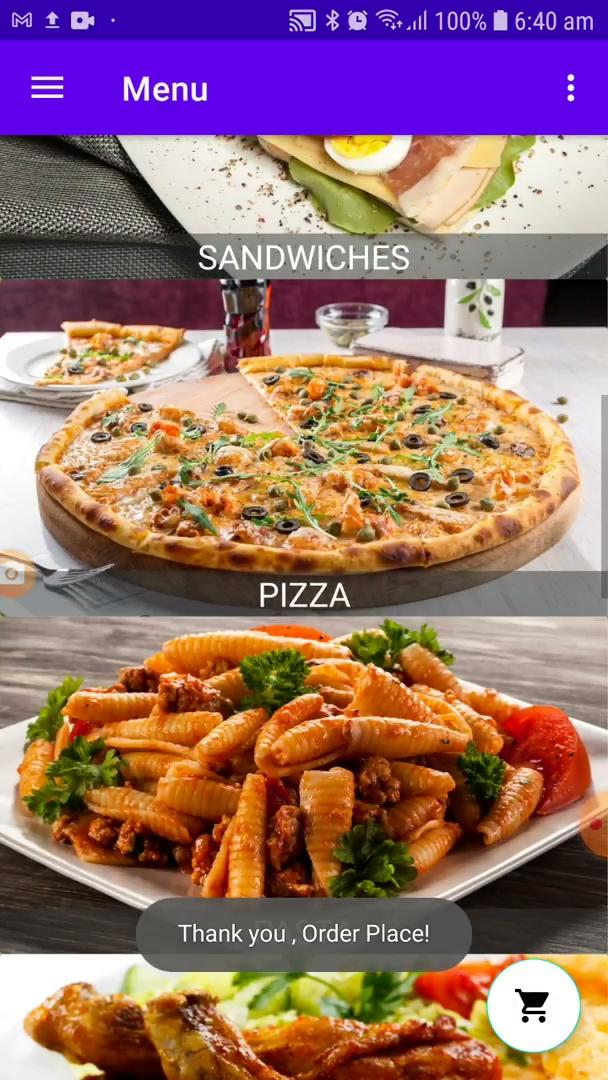 100% 6:40 am
Menu
SANDWICHES
PIZZA
Thank you , Order Place!